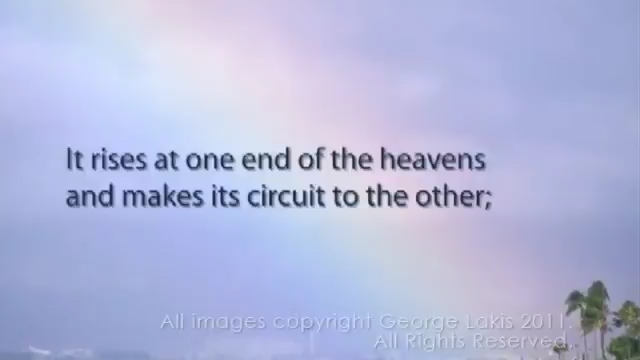 It rises at one end of the heavens
and makes its circuit to the other;
All images copyright George Lakis 2011.
All Rights Reserved.